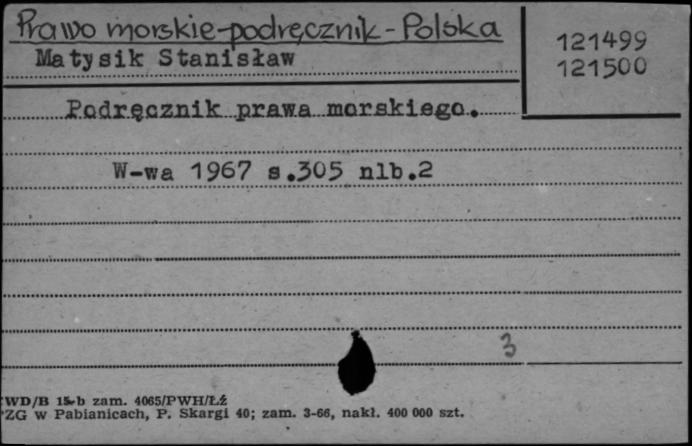 Prawo morskie-podręcznik-Polska
Matysik Stanisław
121499
121500
Podręcznik prawa morskiego.
W-wa 1967 s.305 nlb.2
3
WD/B 15-b zam. 4065/PWH/Łź
ZG w Pabianicach, P. Skargi 40; zam. 3-66, nakł. 400 000 szt.